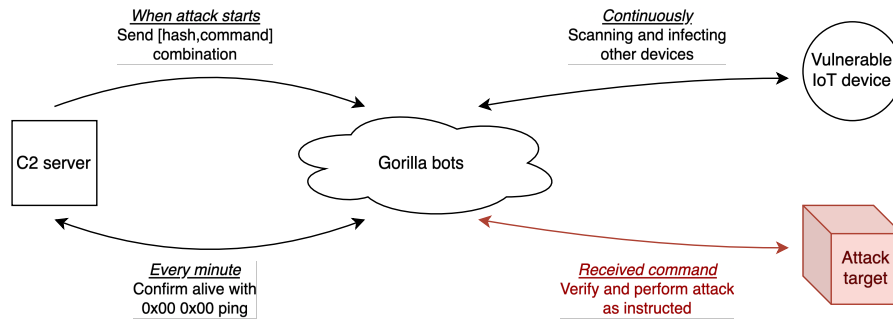 When attack starts
Send [hash,command]
combination
Continuously
Scanning and infecting
other devices
Vulnerable
IoT device
C2 server
Gorilla bots
Every minute
Confirm alive with
0x00 0x00 ping
Received command
Verify and perform attack
as instructed
Attack
target